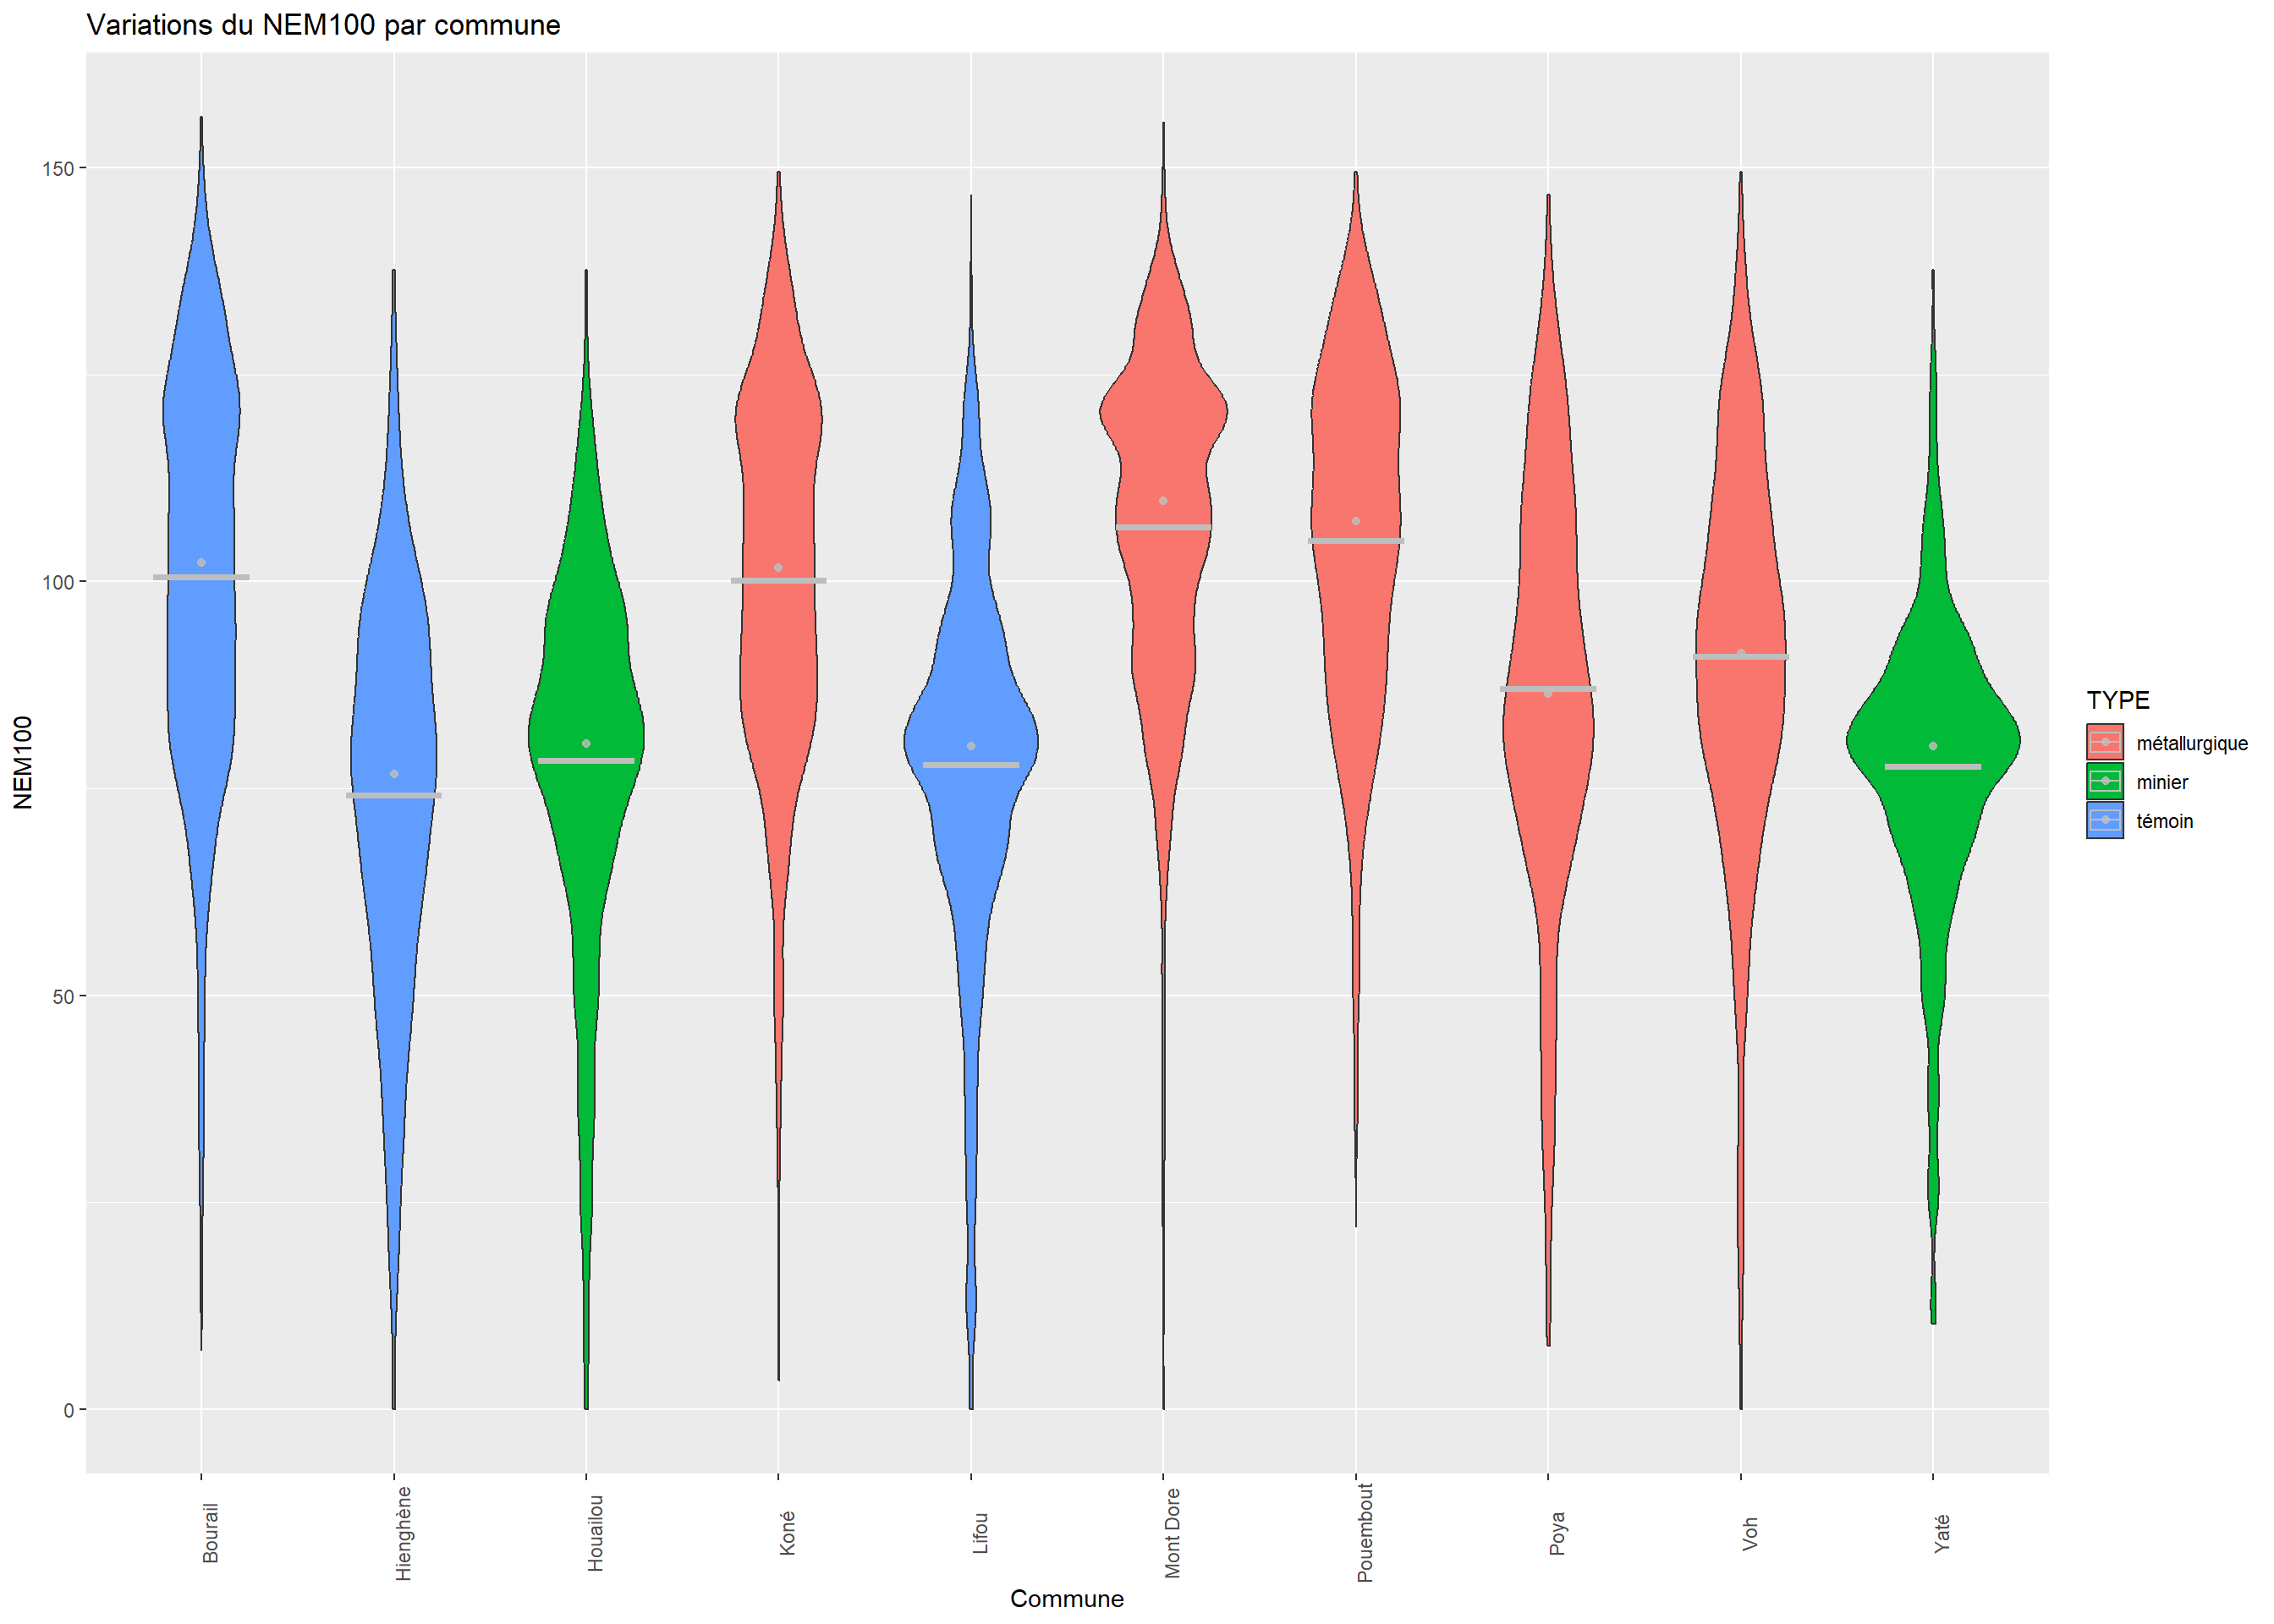 Variations du NEM100 par commune
NEM100
150
100
50
0
Bourail
Hienghène
Houailou
Koné
Lifou
Mont Dore
Pouembout
Poya
Voh
Yaté
Commune
TYPE
métallurgique
minier
témoin